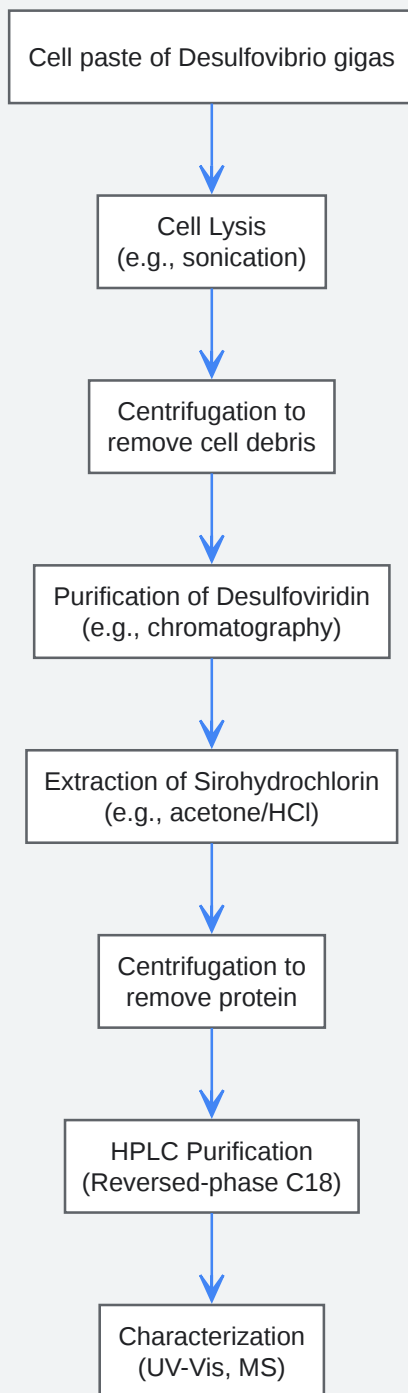 Cell paste of Desulfovibrio gigas
Cell Lysis
(e.g., sonication)
Centrifugation to
remove cell debris
Purification of Desulfoviridin
(e.g., chromatography)
Extraction of Sirohydrochlorin
(e.g., acetone/HCl)
Centrifugation to
remove protein
HPLC Purification
(Reversed-phase C18)
Characterization
(UV-Vis, MS)